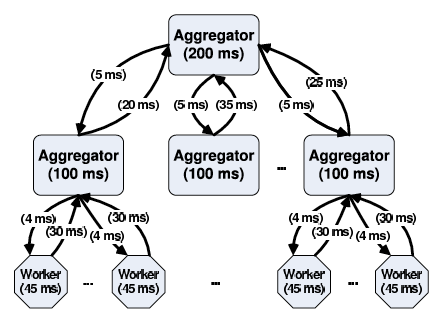 Aggregator
(200 ms)
(5 ms)
(20 ms)
(5 ms)
(35 ms)
(5 ms)
(25 ms)
Aggregator
(100 ms)
Aggregator
(100 ms)
...
Aggregator
(100 ms)
(4 ms)
(30 ms)
(4 ms)
(30 ms)
(4 ms)
(30 ms)
(4 ms)
(30 ms)
Worker
(45 ms)
...
Worker
(45 ms)
...
Worker
(45 ms)
...
Worker
(45 ms)